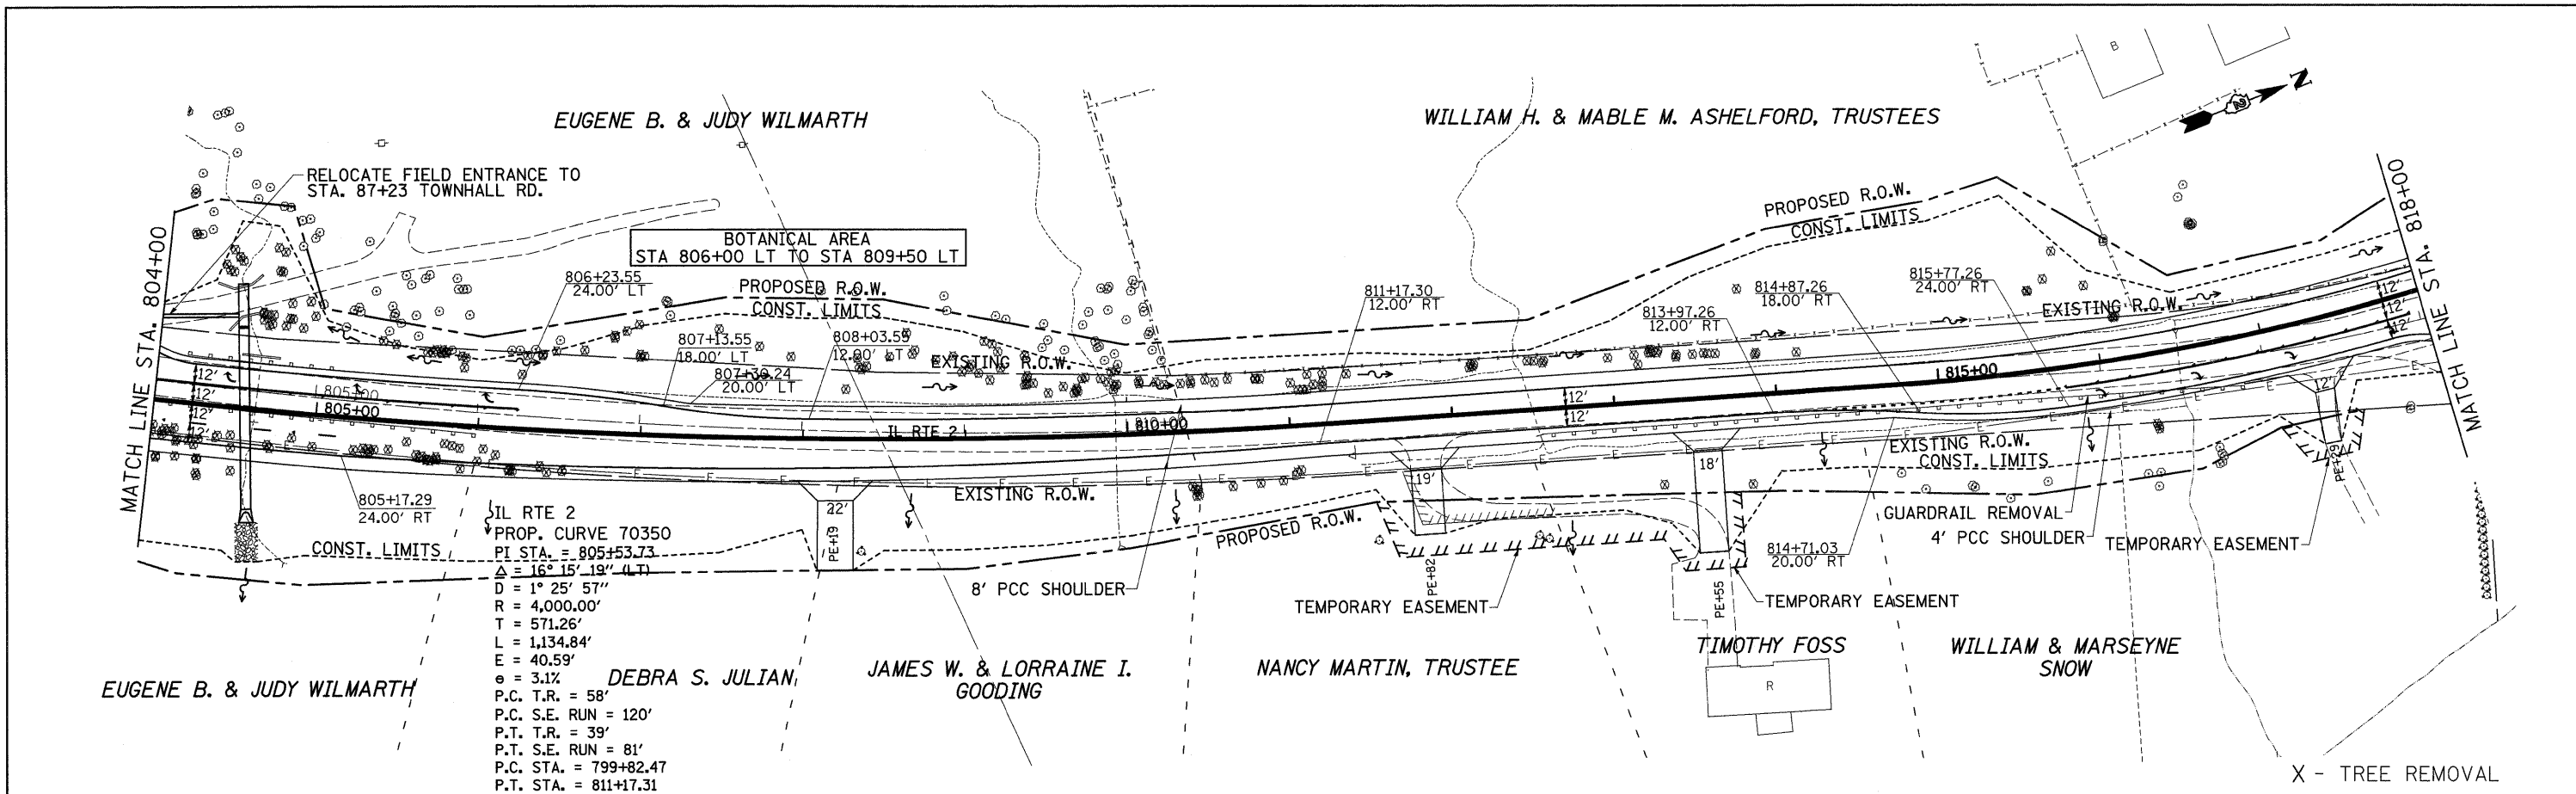 EUGENE B. & JUDY WILMARTH
WILLIAM H. & MABLE M. ASHELFORD, TRUSTEES
B
2
N
RELOCATE FIELD ENTRANCE TO
STA. 87+23 TOWNHALL RD.
MATCH LINE STA. 804+00
MATCH LINE STA. 818+00
BOTANICAL AREA
STA 806+00 LT TO STA 809+50 LT
PROPOSED R.O.W.
CONST. LIMITS
PROPOSED R.O.W.
CONST. LIMITS
806+23.55
24.00' LT
807+13.55
18.00' LT
807+30.24
20.00' LT
808+03.55
12.00' LT
EXISTING R.O.W.
811+17.30
12.00' RT
813+97.26
12.00' RT
814+87.26
18.00' RT
815+77.26
24.00' RT
EXISTING R.O.W.
12'
12'
12'
12'
805+00
805+00
IL RTE 2
810+00
12'
12'
815+00
12'
12'
12'
805+17.29
24.00' RT
CONST. LIMITS
22'
PE+19
EXISTING R.O.W.
PROPOSED R.O.W.
8' PCC SHOULDER
19'
PE+82
TEMPORARY EASEMENT
18'
PE+55
TEMPORARY EASEMENT
814+71.03
20.00' RT
EXISTING R.O.W.
CONST. LIMITS
GUARDRAIL REMOVAL
4' PCC SHOULDER
TEMPORARY EASEMENT
12'
PE+29
IL RTE 2
PROP. CURVE 70350
PI STA. = 805+53.73
Δ = 16° 15' 19" (LT)
D = 1° 25' 57"
R = 4,000.00'
T = 571.26'
L = 1,134.84'
E = 40.59'
e = 3.1%
P.C. T.R. = 58'
P.C. S.E. RUN = 120'
P.T. T.R. = 39'
P.T. S.E. RUN = 81'
P.C. STA. = 799+82.47
P.T. STA. = 811+17.31
EUGENE B. & JUDY WILMARTH
DEBRA S. JULIAN
JAMES W. & LORRAINE I.
GOODING
NANCY MARTIN, TRUSTEE
TIMOTHY FOSS
R
WILLIAM & MARSEYNE
SNOW
X - TREE REMOVAL